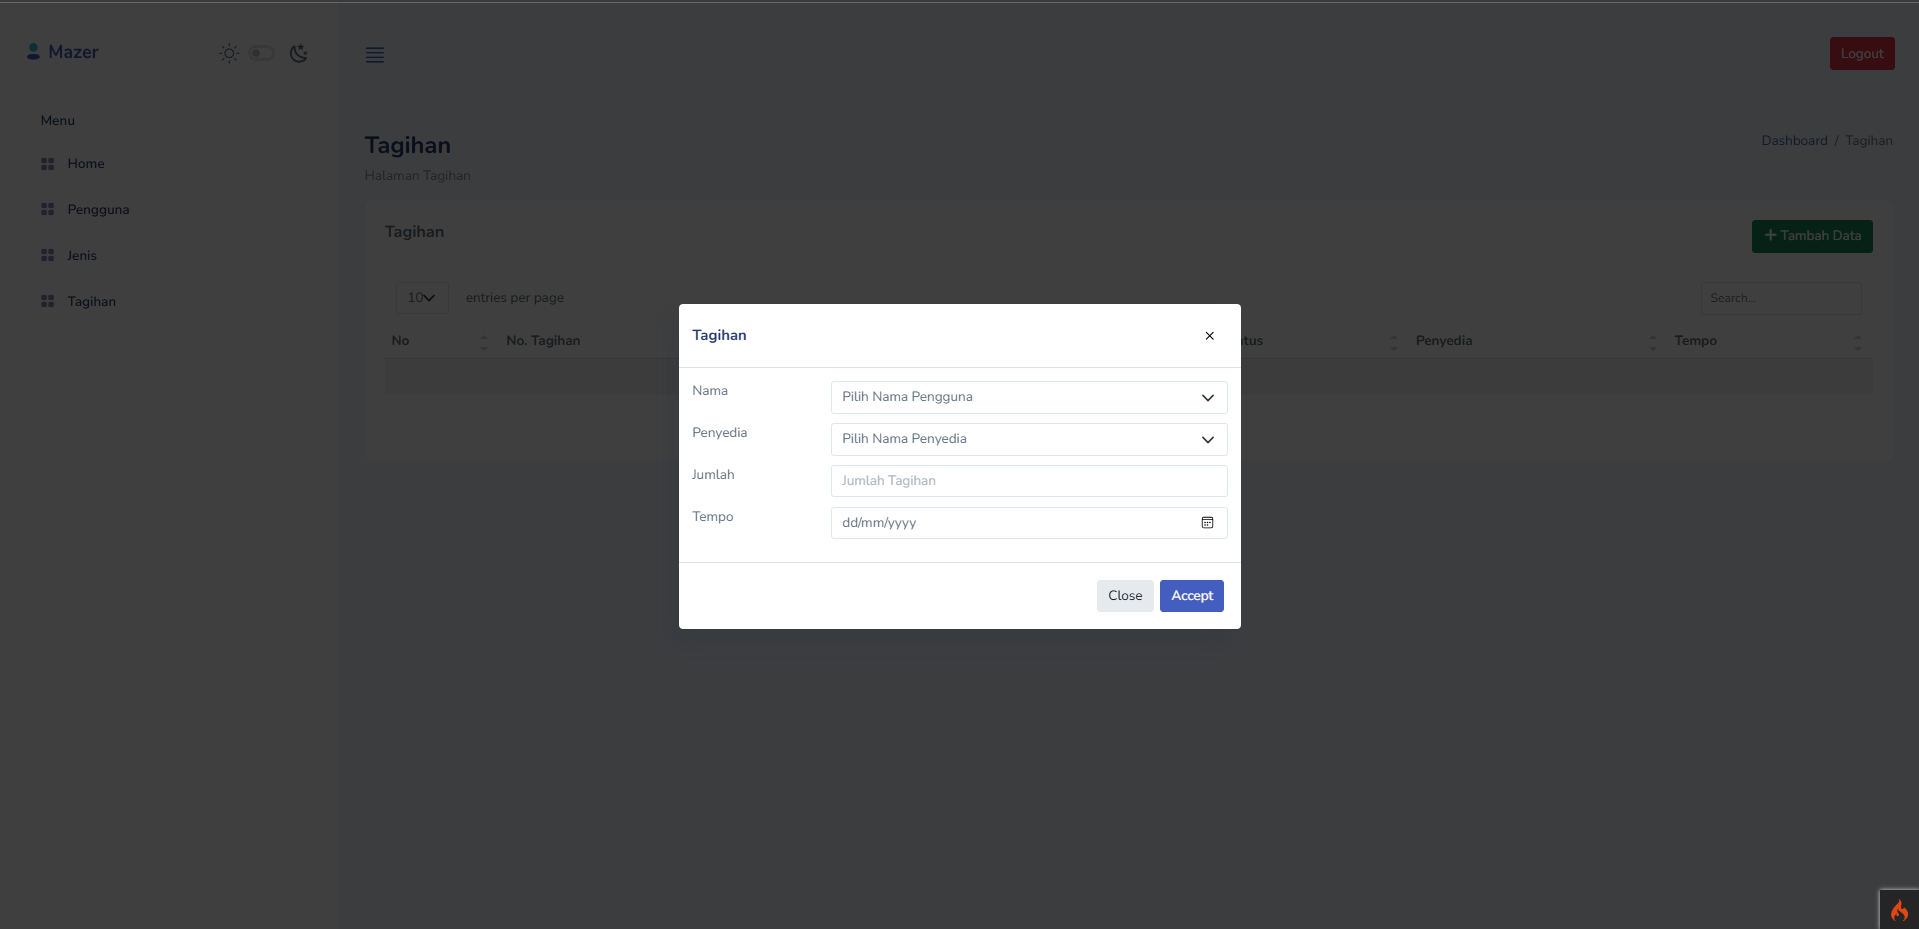 Mazer
Logout
Menu
Home
Pengguna
Jenis
Tagihan
Tagihan
Halaman Tagihan
Dashboard / Tagihan
Tagihan
+ Tambah Data
10 entries per page
Search...
No No. Tagihan Penyedia Tempo
Tagihan
×
Nama Pilih Nama Pengguna
Penyedia Pilih Nama Penyedia
Jumlah Jumlah Tagihan
Tempo dd/mm/yyyy
Close Accept